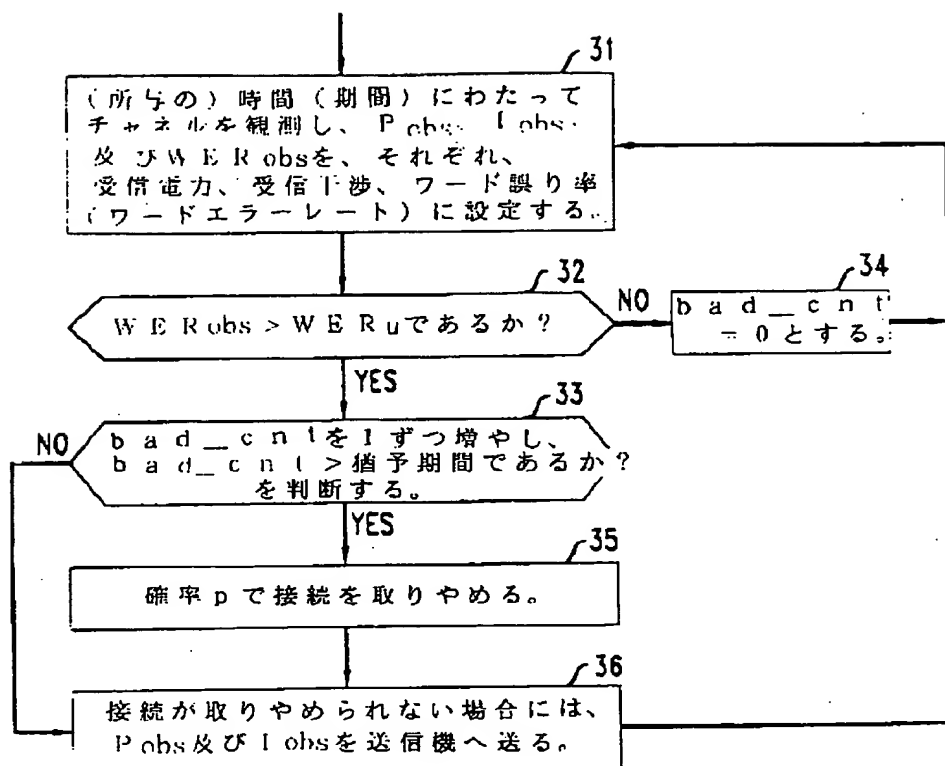 31
(所与の)時間(期間)にわたって
チャネルを観測し、Pobs、Iobs、
及びWERobsを、それぞれ、
受信電力、受信干渉、ワード誤り率
(ワードエラーレート)に設定する。
32
WERobs>WERuであるか?
NO
34
bad_cnt
=0とする。
YES
33
NO
bad_cntを1ずつ増やし、
bad_cnt>猶予期間であるか?
を判断する。
YES
35
確率pで接続を取りやめる。
36
接続が取りやめられない場合には、
Pobs及びIobsを送信機へ送る。